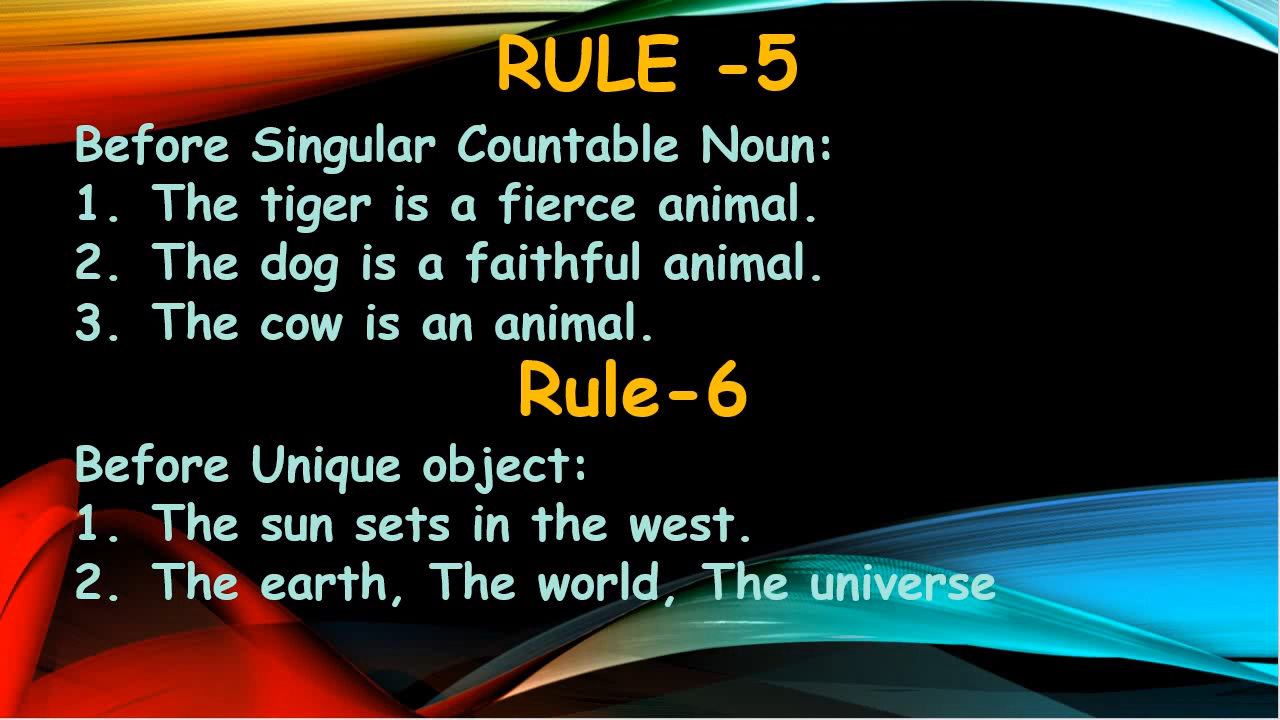 RULE -5
Before Singular Countable Noun:
1. The tiger is a fierce animal.
2. The dog is a faithful animal.
3. The cow is an animal.
Rule-6
Before Unique object:
1. The sun sets in the west.
2. The earth, The world, The universe